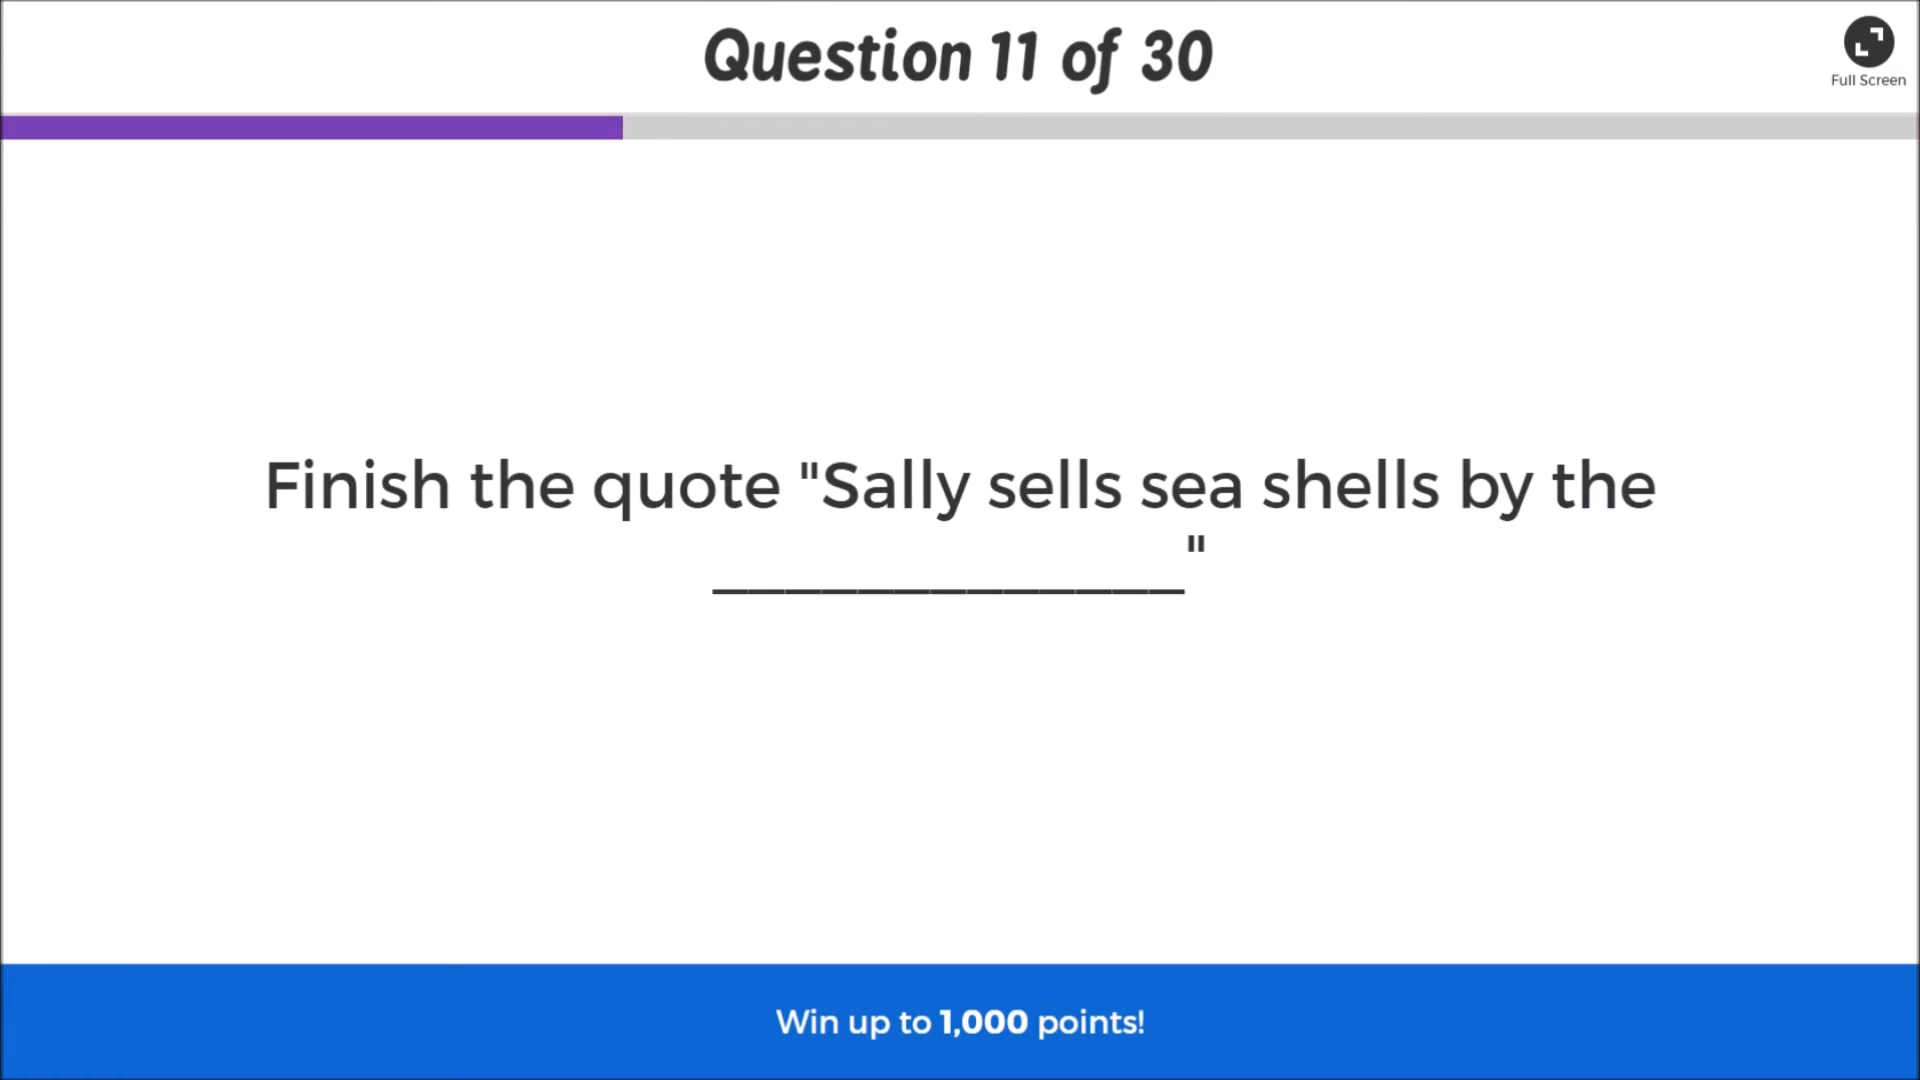 Question 11 of 30
Full Screen
Finish the quote "Sally sells sea shells by the
_____________"
Win up to 1,000 points!